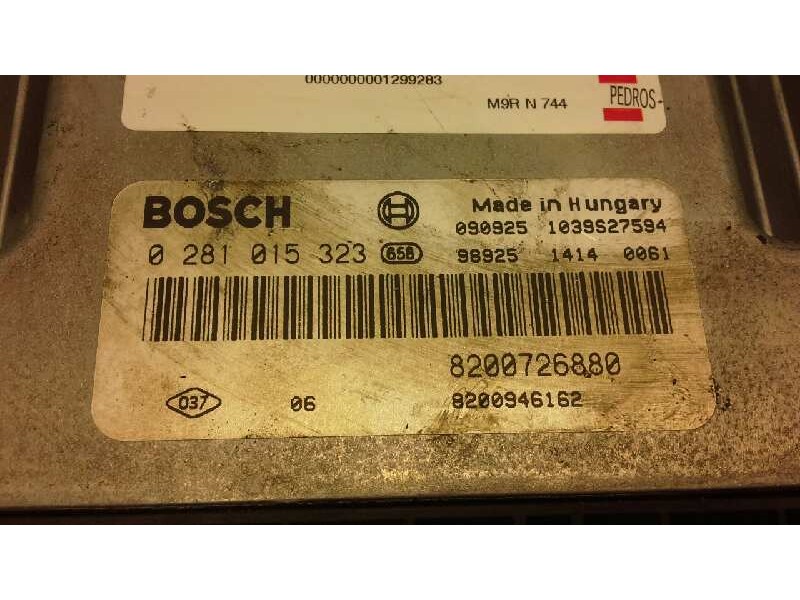 0000000001299283
M9R N 744
PEDROS-
BOSCH
Made in Hungary
090925 1039S27594
0 281 015 323 658
98925 1414 0061
8200726880
037 06
8200946162